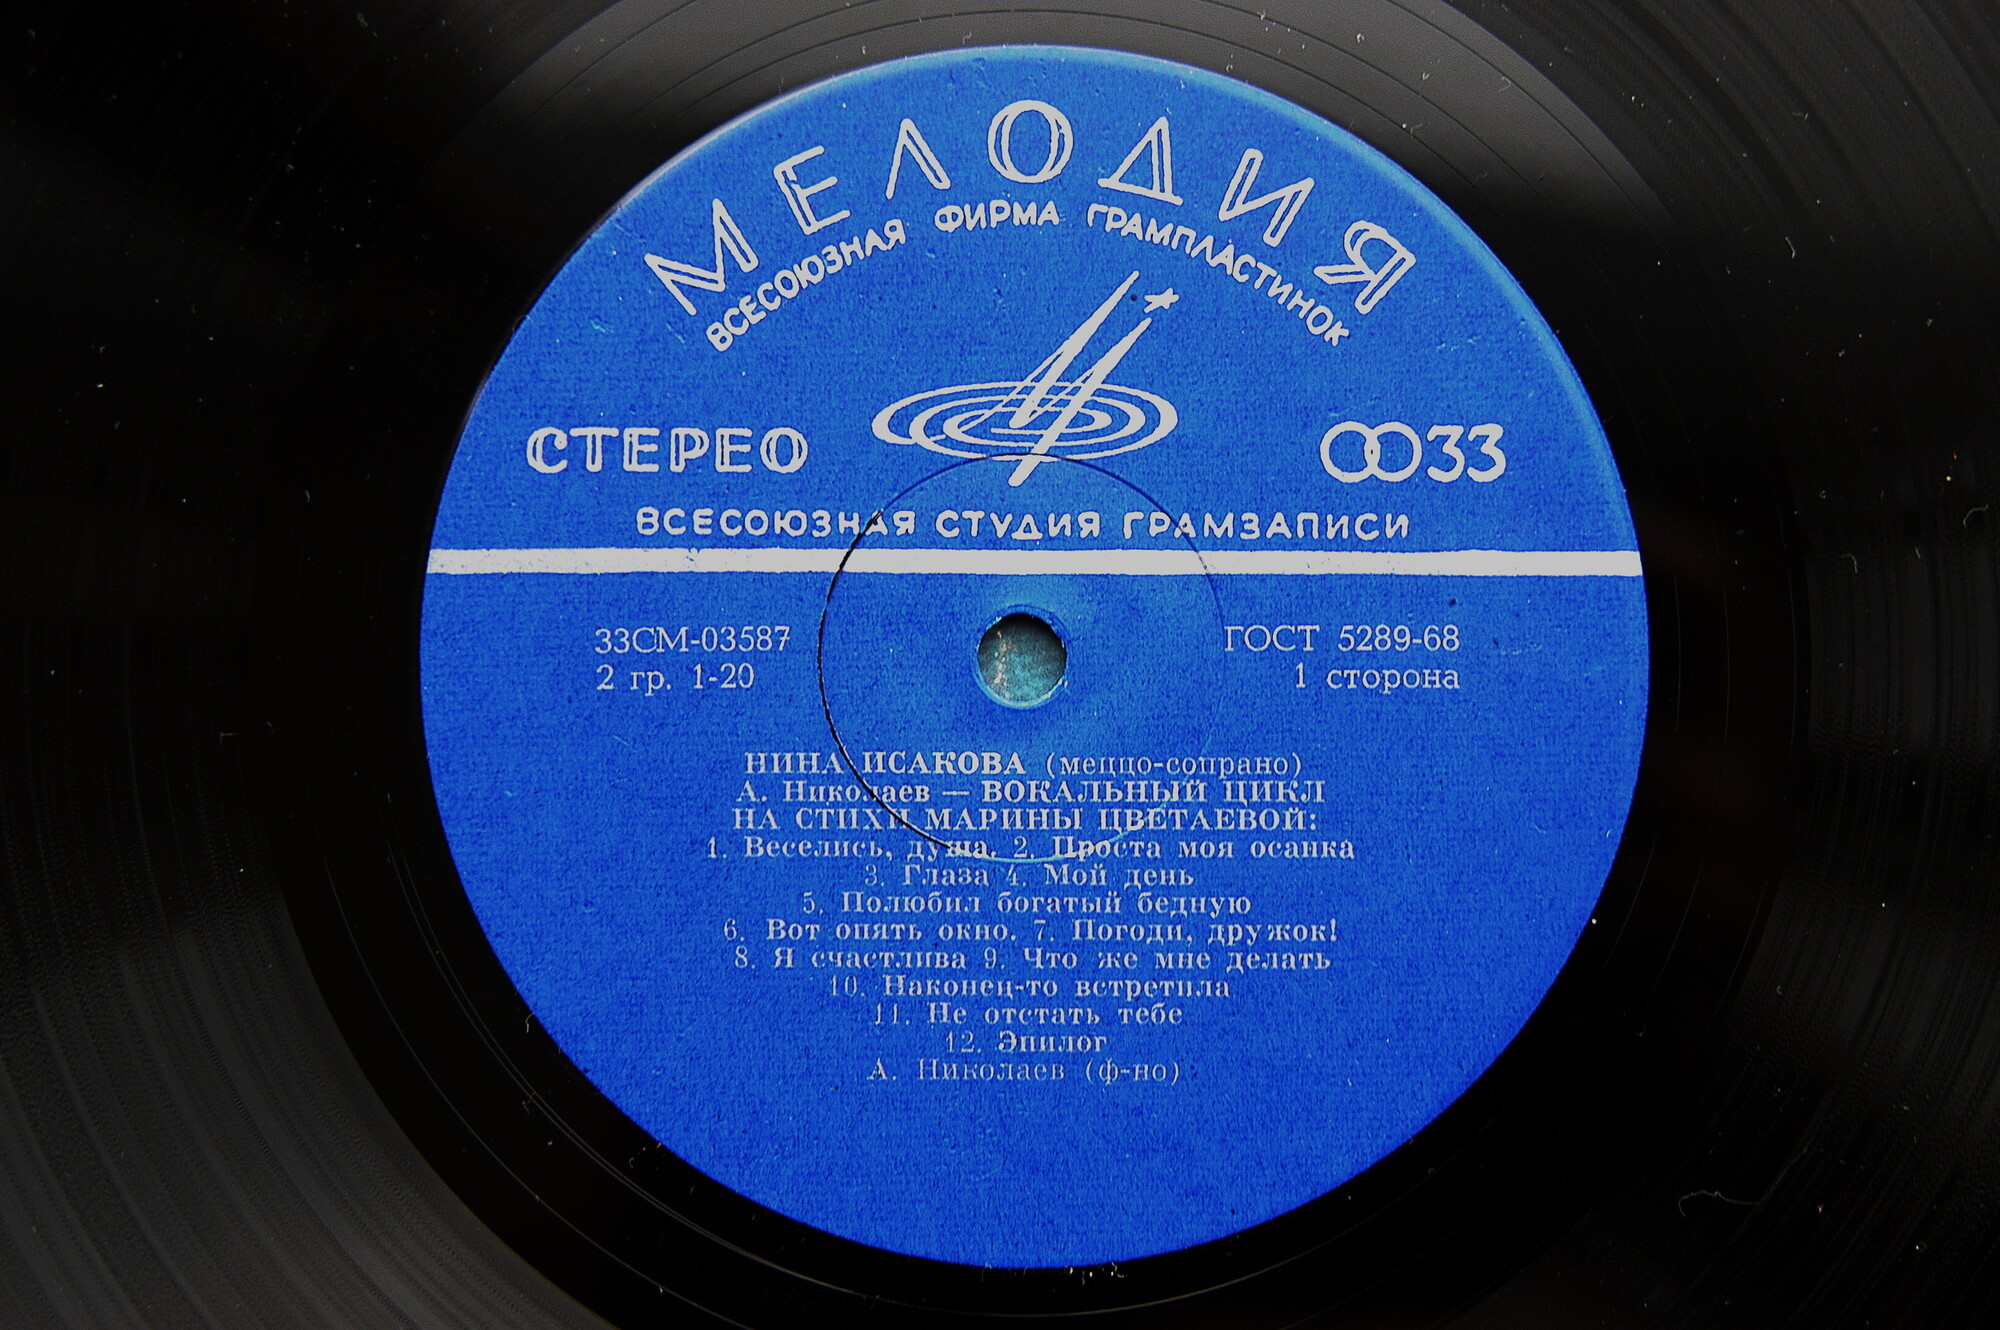 МЕЛОДИЯ
ВСЕСОЮЗНАЯ ФИРМА ГРАМПЛАСТИНОК
СТЕРЕО
33
ВСЕСОЮЗНАЯ СТУДИЯ ГРАМЗАПИСИ
33СМ-03587
ГОСТ 5289-68
2 гр. 1-20
1 сторона
НИНА ИСАКОВА (меццо-сопрано)
А. Николаев — ВОКАЛЬНЫЙ ЦИКЛ
НА СТИХИ МАРИНЫ ЦВЕТАЕВОЙ:
1. Веселись, душа. 2. Проста моя осанка
3. Глаза 4. Мой день
5. Полюбил богатый бедную
6. Вот опять окно. 7. Погоди, дружок!
8. Я счастлива 9. Что же мне делать
10. Наконец-то встретила
11. Не отстать тебе
12. Эпилог
А. Николаев (ф-но)